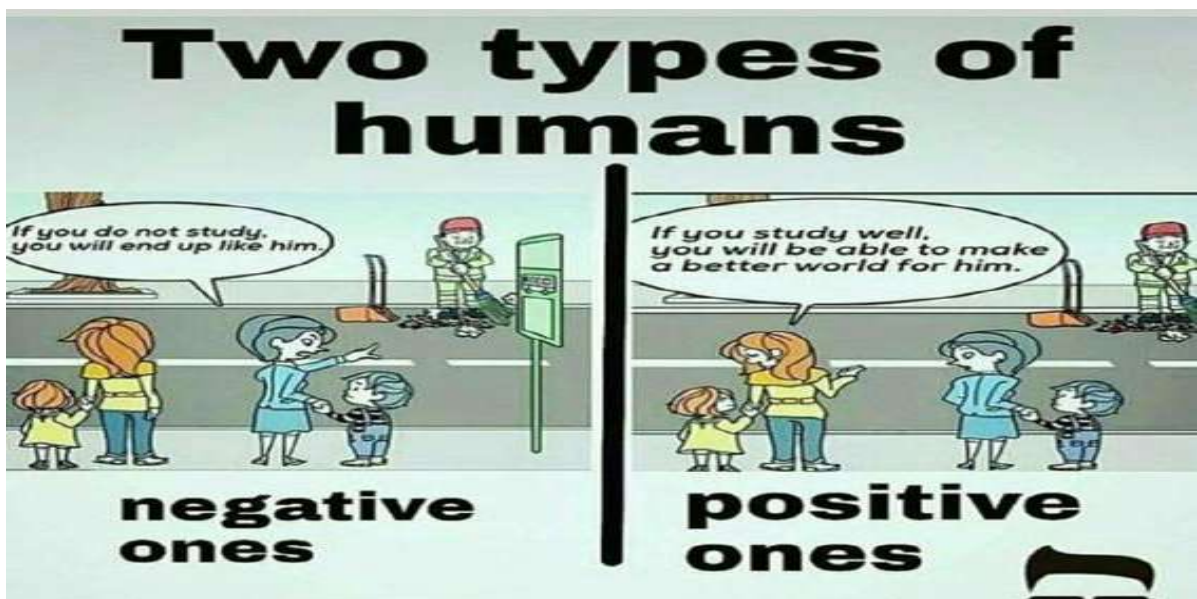 Two types of
humans
If you do not study,
you will end up like him.
If you study well,
you will be able to make
a better world for him.
negative
ones
positive
ones